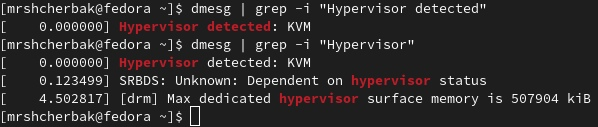 [mrshcherbak@fedora ~]$ dmesg | grep -i "Hypervisor detected"
[    0.000000] Hypervisor detected: KVM
[mrshcherbak@fedora ~]$ dmesg | grep -i "Hypervisor"
[    0.000000] Hypervisor detected: KVM
[    0.123499] SRBDS: Unknown: Dependent on hypervisor status
[    4.502817] [drm] Max dedicated hypervisor surface memory is 507904 kiB
[mrshcherbak@fedora ~]$